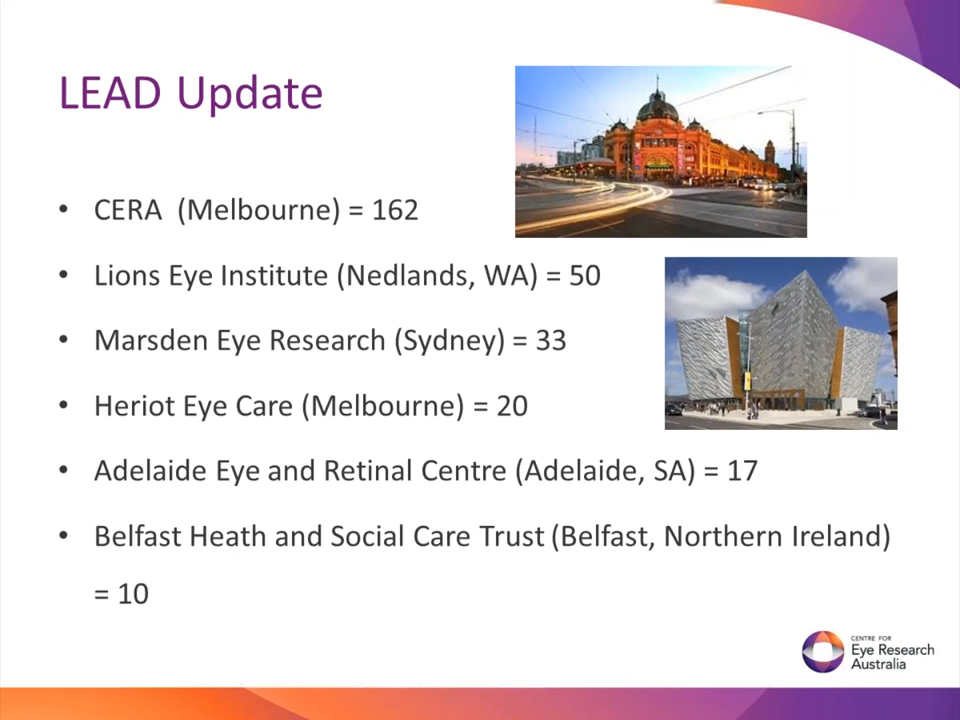 LEAD Update
• CERA  (Melbourne) = 162
• Lions Eye Institute (Nedlands, WA) = 50
• Marsden Eye Research (Sydney) = 33
• Heriot Eye Care (Melbourne) = 20
• Adelaide Eye and Retinal Centre (Adelaide, SA) = 17
• Belfast Heath and Social Care Trust (Belfast, Northern Ireland)
= 10
CENTRE FOR
Eye Research
Australia